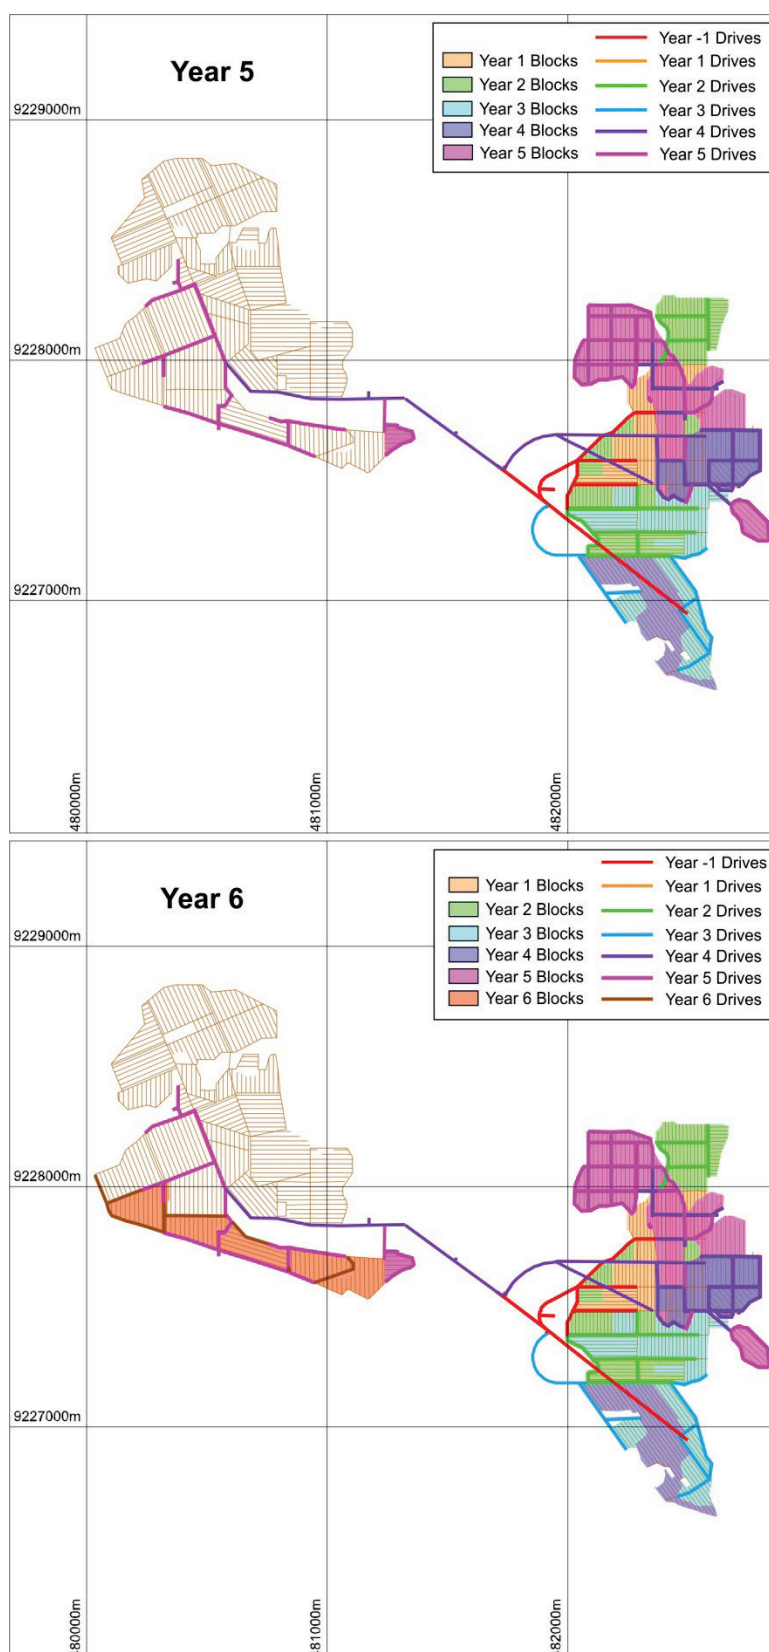 Year 5
Year -1 Drives
Year 1 Blocks
Year 1 Drives
Year 2 Blocks
Year 2 Drives
Year 3 Blocks
Year 3 Drives
Year 4 Blocks
Year 4 Drives
Year 5 Blocks
Year 5 Drives
9229000m
9228000m
9227000m
480000m
481000m
482000m
Year 6
Year -1 Drives
Year 1 Blocks
Year 1 Drives
Year 2 Blocks
Year 2 Drives
Year 3 Blocks
Year 3 Drives
Year 4 Blocks
Year 4 Drives
Year 5 Blocks
Year 5 Drives
Year 6 Blocks
Year 6 Drives
9229000m
9228000m
9227000m
480000m
481000m
482000m